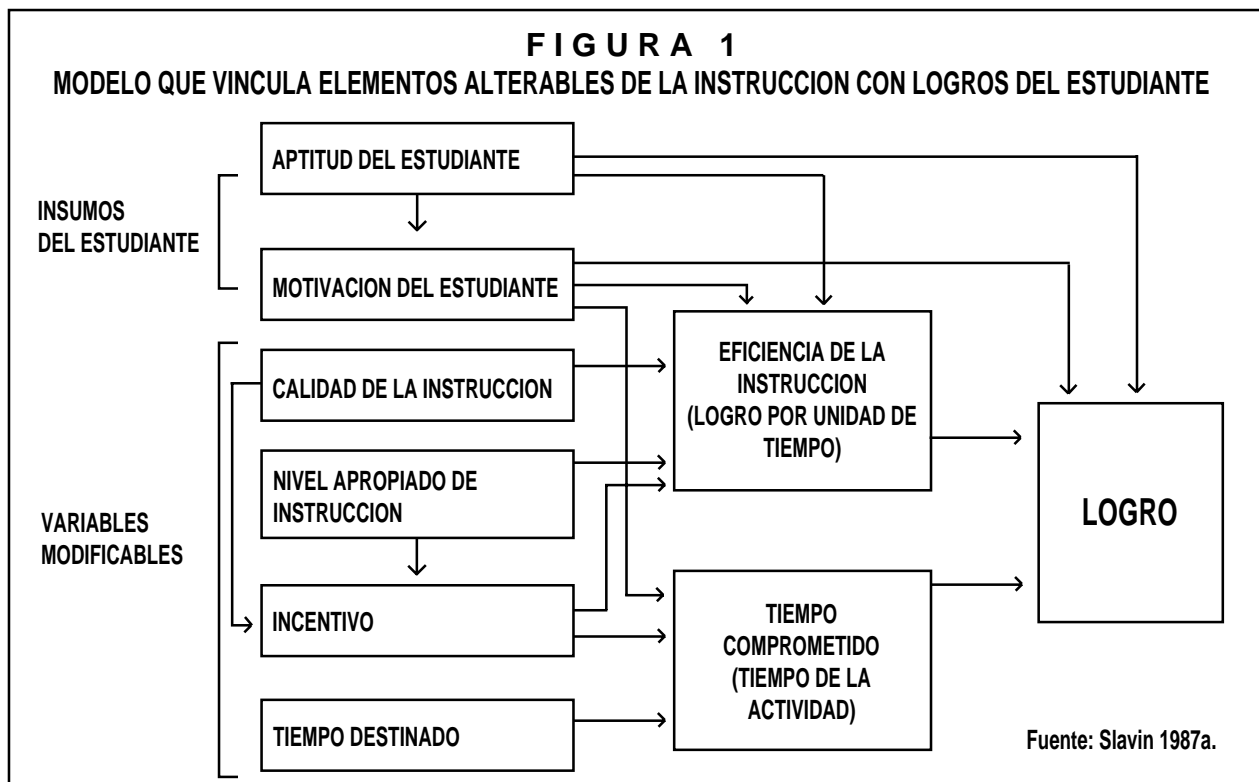 FIGURA 1
MODELO QUE VINCULA ELEMENTOS ALTERABLES DE LA INSTRUCCION CON LOGROS DEL ESTUDIANTE
INSUMOS
DEL ESTUDIANTE
APTITUD DEL ESTUDIANTE
MOTIVACION DEL ESTUDIANTE
VARIABLES
MODIFICABLES
CALIDAD DE LA INSTRUCCION
NIVEL APROPIADO DE
INSTRUCCION
INCENTIVO
TIEMPO DESTINADO
EFICIENCIA DE LA
INSTRUCCION
(LOGRO POR UNIDAD DE
TIEMPO)
TIEMPO
COMPROMETIDO
(TIEMPO DE LA
ACTIVIDAD)
LOGRO
Fuente: Slavin 1987a.